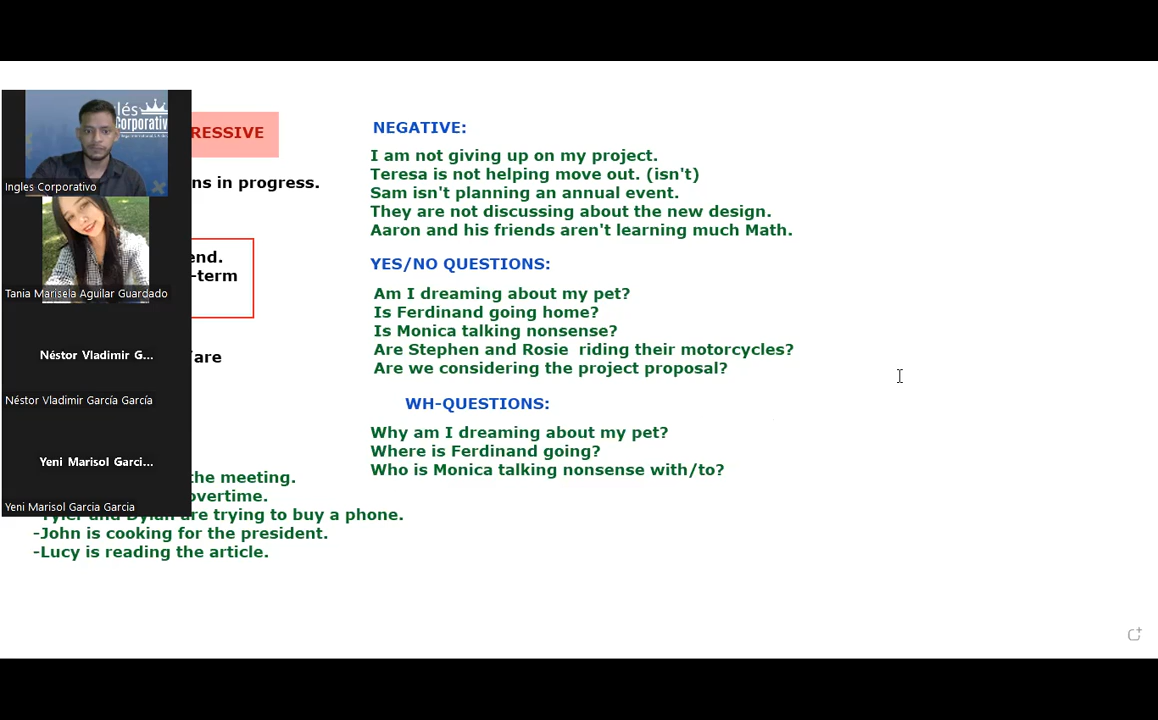 lés
Corporativo
Ingles Corporativo
Tania Marisela Aguilar Guardado
Néstor Vladimir G...
Néstor Vladimir García García
Yeni Marisol Garci...
Yeni Marisol Garcia Garcia
RESSIVE
ns in progress.
end.
-term
/are
the meeting.
overtime.
-Tyler and Dylan are trying to buy a phone.
-John is cooking for the president.
-Lucy is reading the article.
NEGATIVE:
I am not giving up on my project.
Teresa is not helping move out. (isn't)
Sam isn't planning an annual event.
They are not discussing about the new design.
Aaron and his friends aren't learning much Math.
YES/NO QUESTIONS:
Am I dreaming about my pet?
Is Ferdinand going home?
Is Monica talking nonsense?
Are Stephen and Rosie riding their motorcycles?
Are we considering the project proposal?
WH-QUESTIONS:
Why am I dreaming about my pet?
Where is Ferdinand going?
Who is Monica talking nonsense with/to?